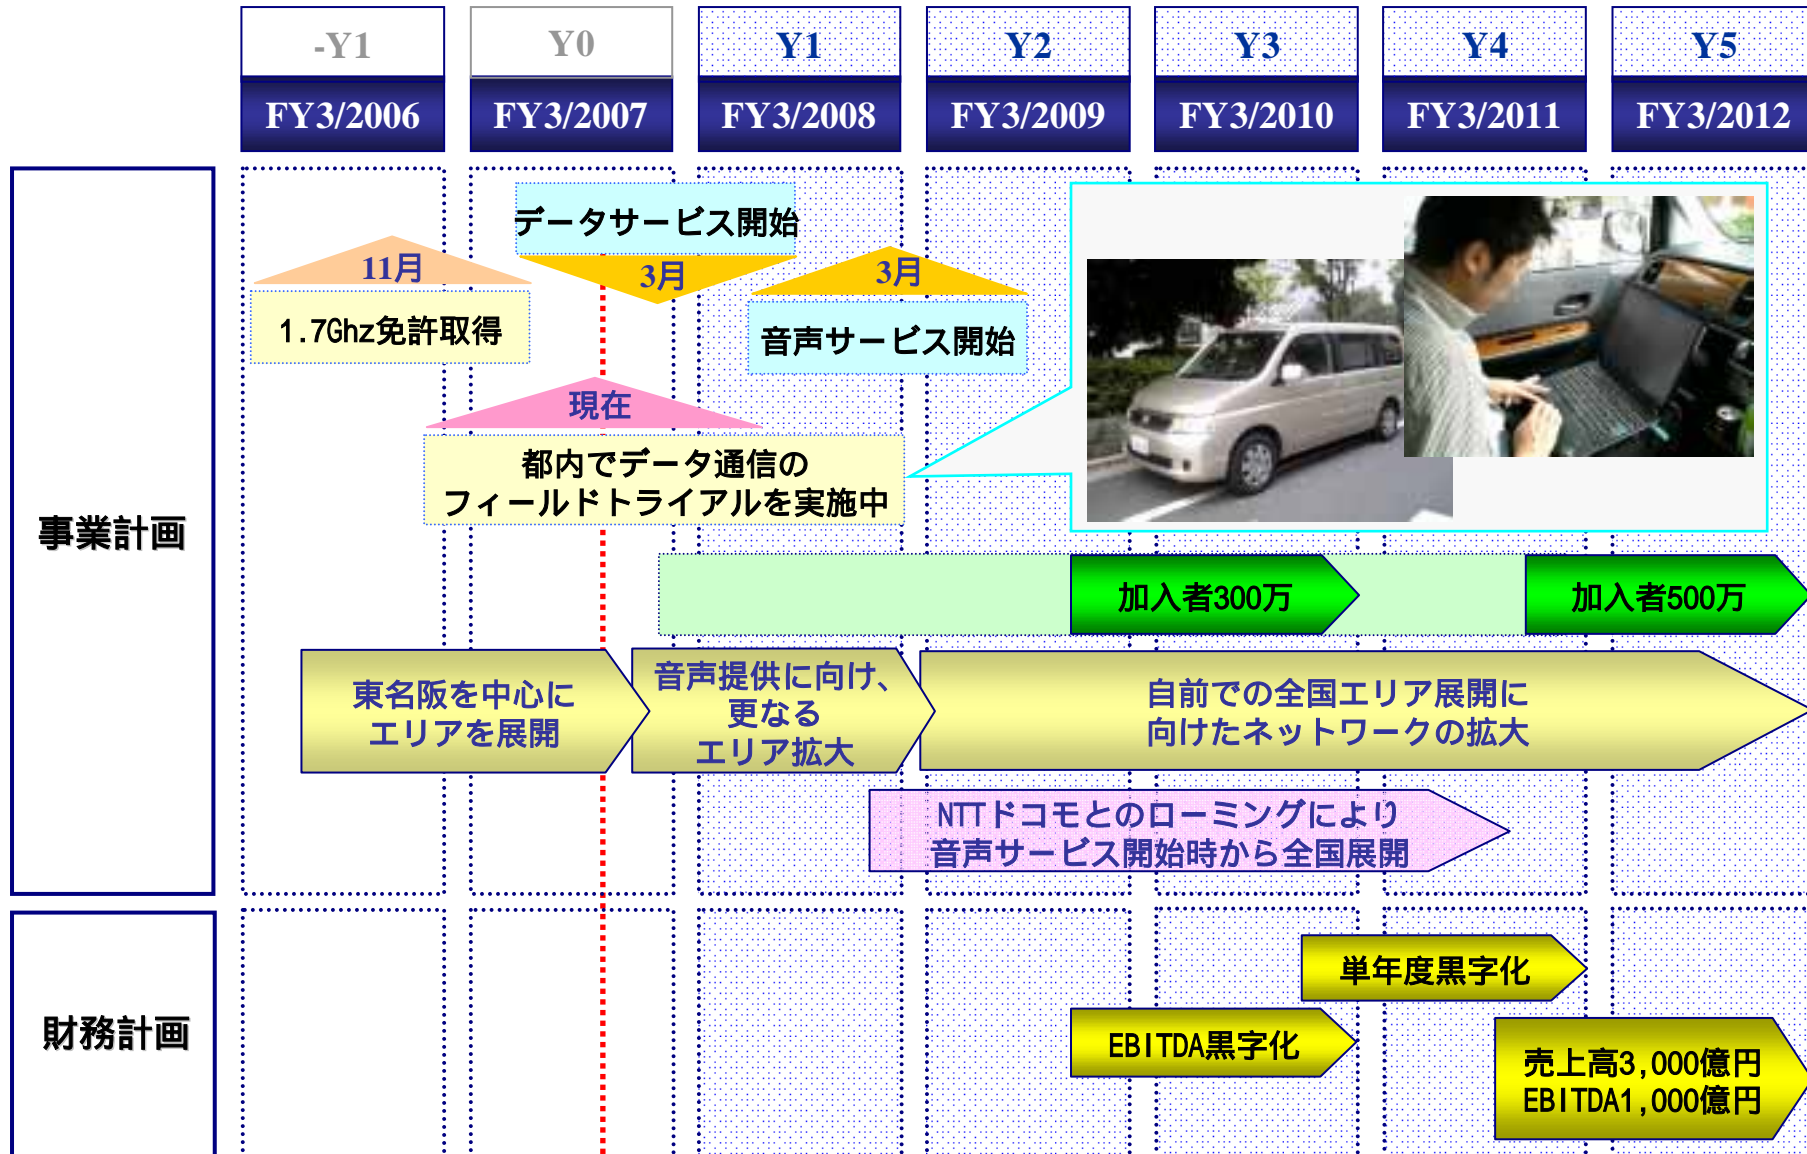 -Y1
Y0
Y1
Y2
Y3
Y4
Y5
FY3/2006
FY3/2007
FY3/2008
FY3/2009
FY3/2010
FY3/2011
FY3/2012
事業計画
データサービス開始
11月
3月
3月
1.7Ghz免許取得
音声サービス開始
現在
都内でデータ通信の
フィールドトライアルを実施中
加入者300万
加入者500万
東名阪を中心に
エリアを展開
音声提供に向け、
更なる
エリア拡大
自前での全国エリア展開に
向けたネットワークの拡大
NTTドコモとのローミングにより
音声サービス開始時から全国展開
財務計画
単年度黒字化
EBITDA黒字化
売上高3,000億円
EBITDA1,000億円